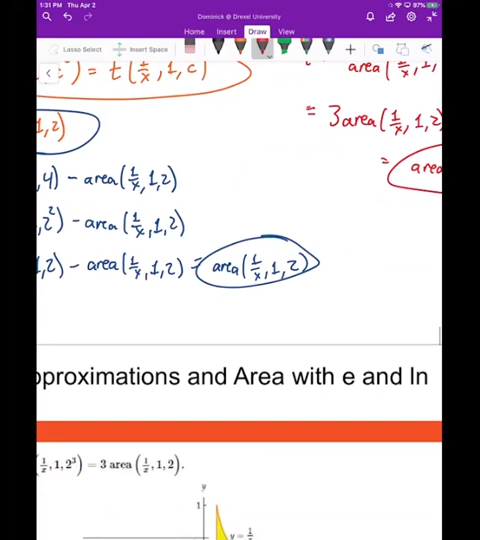 1:31 PM Thu Apr 2
97%
Dominick @ Drexel University
Home Insert Draw View
Lasso Select Insert Space
) = t(1/x, 1, c)
area(1/x, 1,
,2)
= 3 area(1/x, 1, 2)
= area
,4) - area(1/x, 1, 2)
,2²) - area(1/x, 1, 2)
1,2) - area(1/x, 1, 2) = area(1/x, 1, 2)
pproximations and Area with e and ln
(1/x, 1, 2³) = 3 area (1/x, 1, 2).
y
1
y = 1/